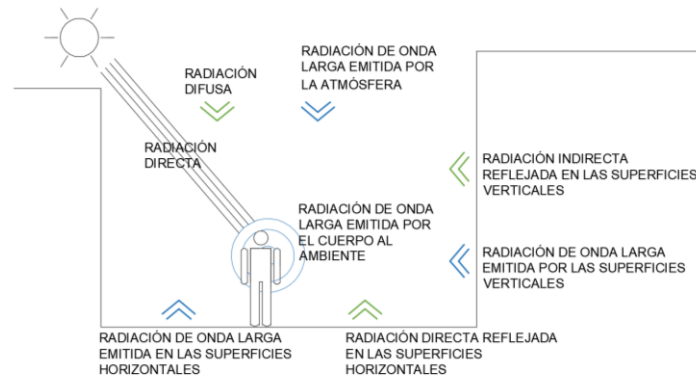 RADIACIÓN DE ONDA
LARGA EMITIDA POR
LA ATMÓSFERA
RADIACIÓN
DIFUSA
RADIACIÓN
DIRECTA
RADIACIÓN INDIRECTA
REFLEJADA EN LAS SUPERFICIES
VERTICALES
RADIACIÓN DE ONDA
LARGA EMITIDA POR
EL CUERPO AL
AMBIENTE
RADIACIÓN DE ONDA LARGA
EMITIDA POR LAS SUPERFICIES
VERTICALES
RADIACIÓN DE ONDA LARGA
EMITIDA EN LAS SUPERFICIES
HORIZONTALES
RADIACIÓN DIRECTA REFLEJADA
EN LAS SUPERFICIES
HORIZONTALES